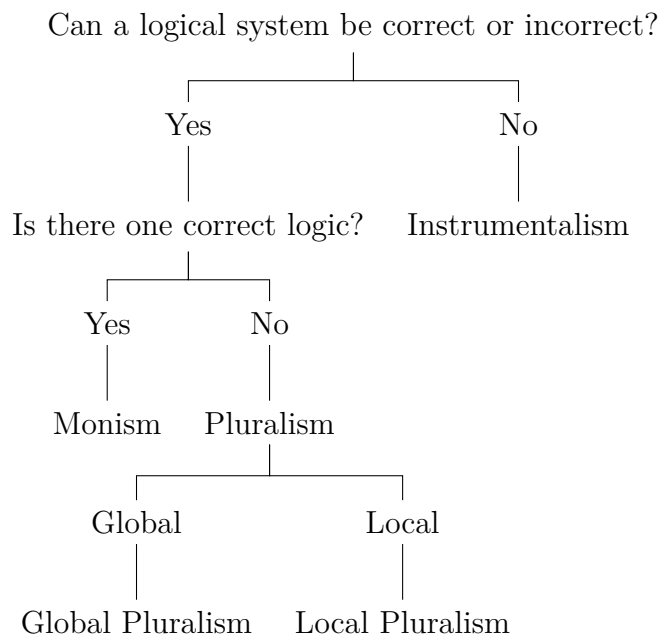 Can a logical system be correct or incorrect?
Yes
No
Is there one correct logic?
Instrumentalism
Yes
No
Monism
Pluralism
Global
Local
Global Pluralism
Local Pluralism